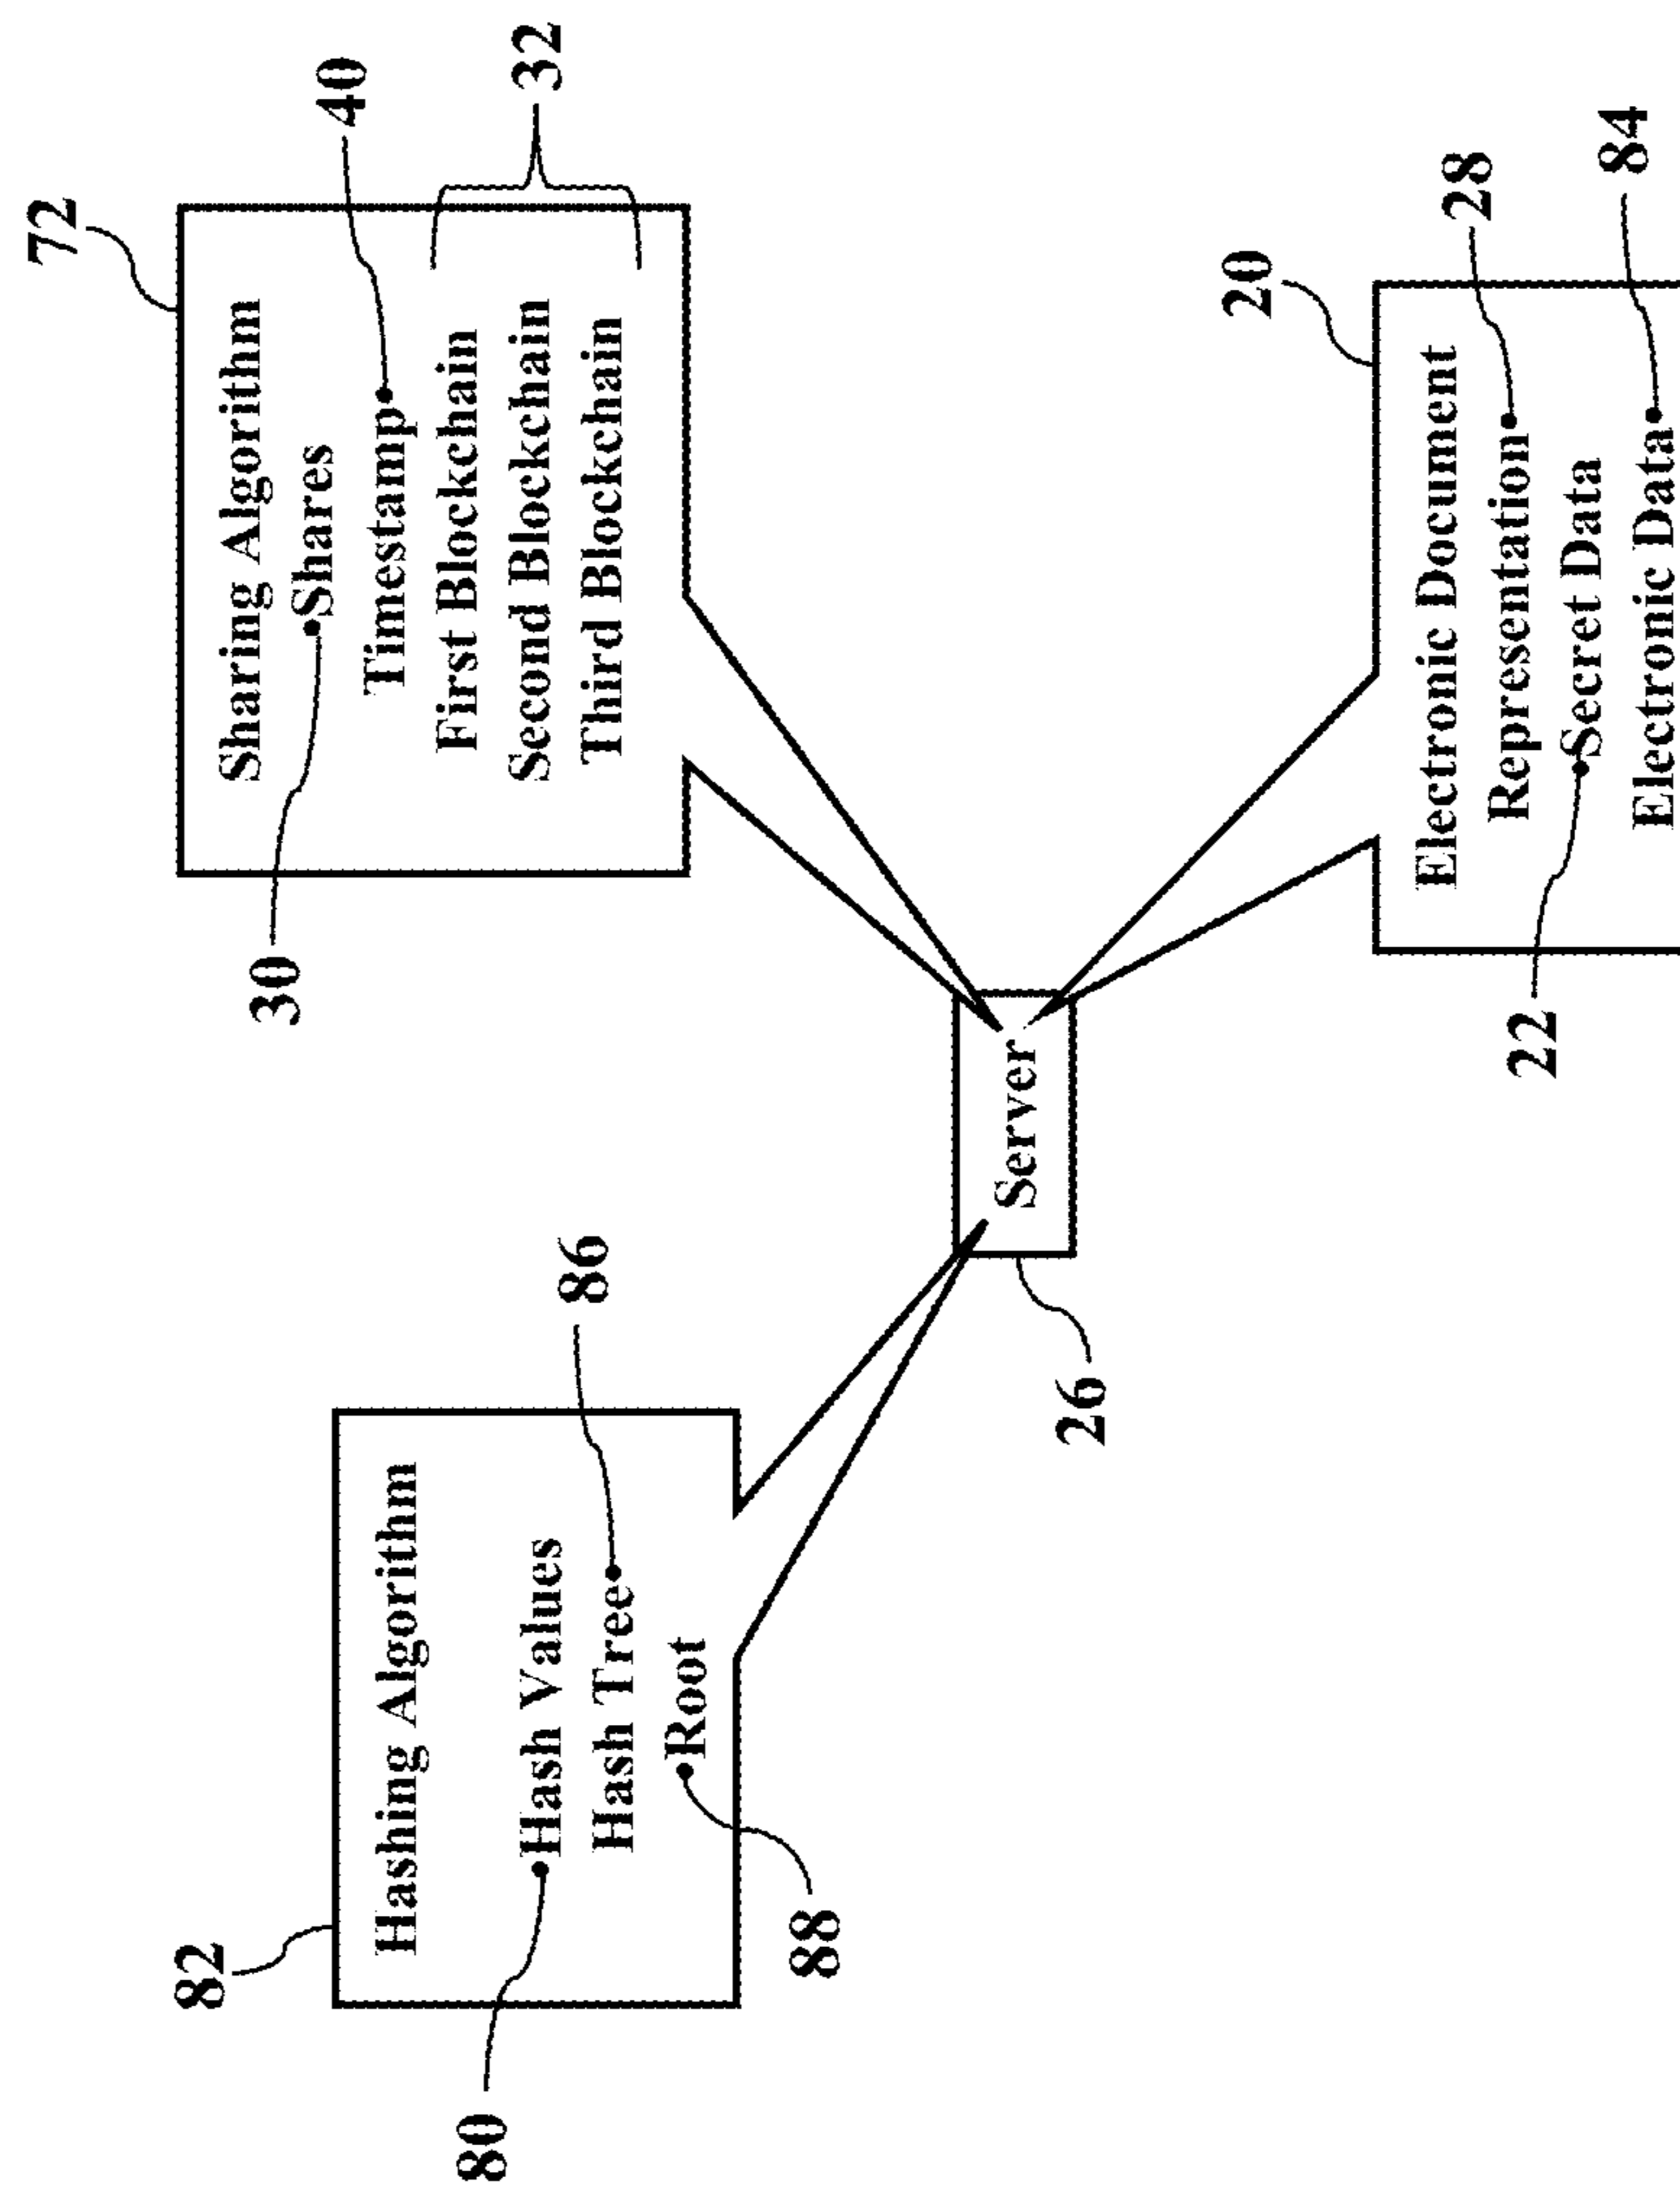 82
Hashing Algorithm
80
Hash Values
Hash Tree
86
Root
88
72
Sharing Algorithm
30
Shares
Timestamp
40
First Blockchain
Second Blockchain
Third Blockchain
32
Server
26
20
Electronic Document
Representation
28
22
Secret Data
Electronic Data
84